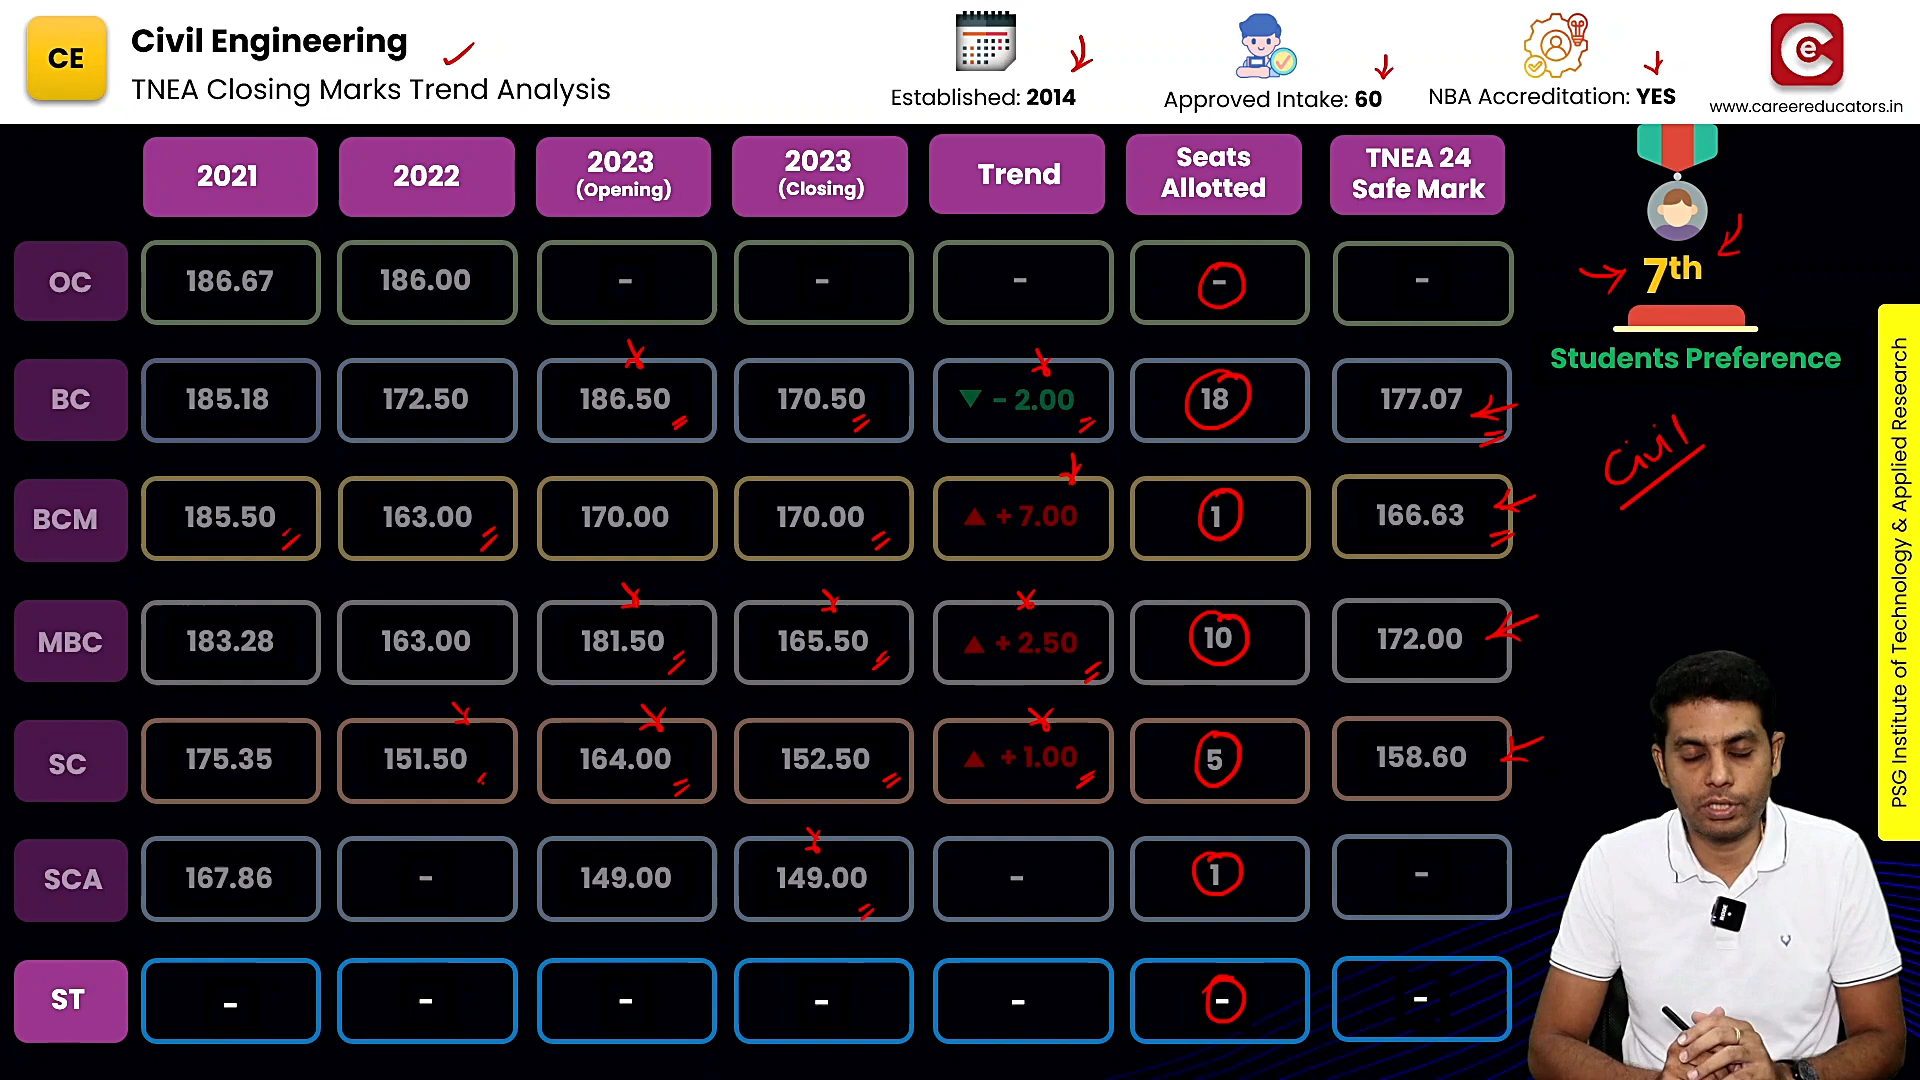 CE
Civil Engineering
TNEA Closing Marks Trend Analysis
Established: 2014
Approved Intake: 60
NBA Accreditation: YES
e
www.careereducators.in
2021
2022
2023
(Opening)
2023
(Closing)
Trend
Seats
Allotted
TNEA 24
Safe Mark
OC
186.67
186.00
-
-
-
-
-
BC
185.18
172.50
186.50
170.50
▼ - 2.00
18
177.07
BCM
185.50
163.00
170.00
170.00
▲ + 7.00
1
166.63
MBC
183.28
163.00
181.50
165.50
▲ + 2.50
10
172.00
SC
175.35
151.50
164.00
152.50
▲ + 1.00
5
158.60
SCA
167.86
-
149.00
149.00
-
1
-
ST
-
-
-
-
-
-
-
7th
Students Preference
Civil
PSG Institute of Technology & Applied Research